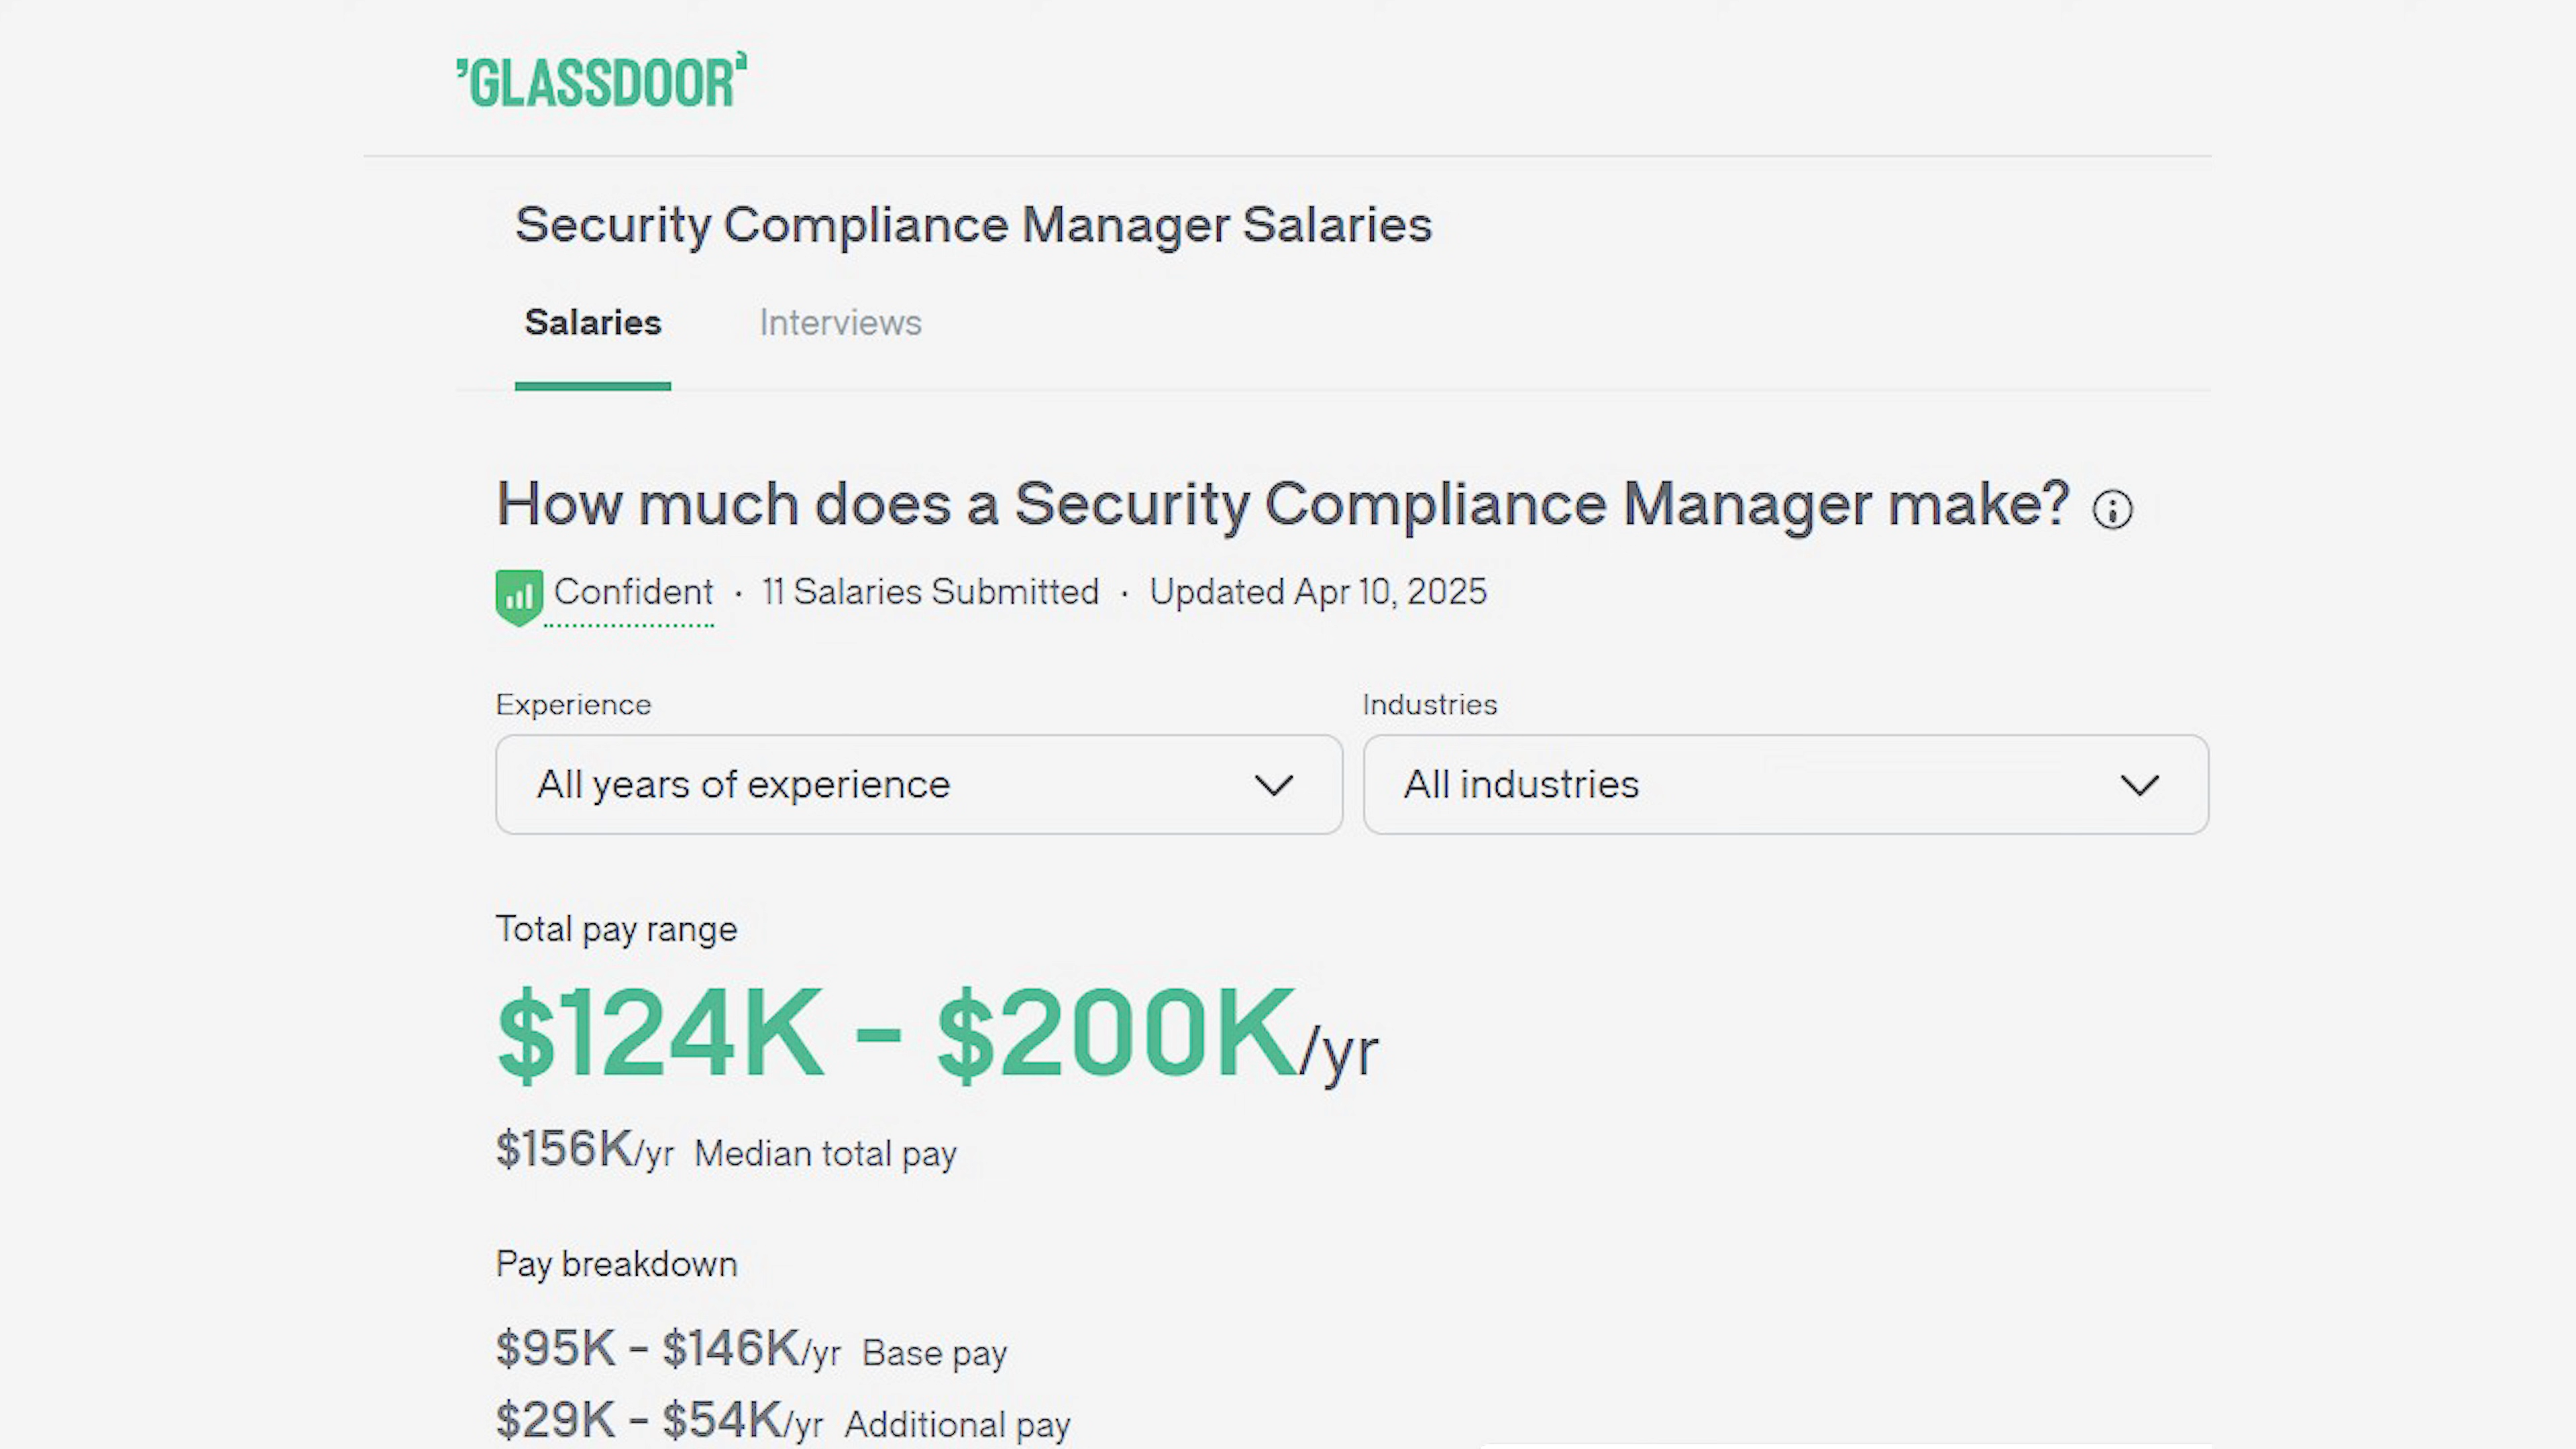 GLASSDOOR
Security Compliance Manager Salaries
Salaries Interviews
How much does a Security Compliance Manager make?
Confident · 11 Salaries Submitted · Updated Apr 10, 2025
Experience Industries
All years of experience All industries
Total pay range
$124K - $200K/yr
$156K/yr Median total pay
Pay breakdown
$95K - $146K/yr Base pay
$29K - $54K/yr Additional pay